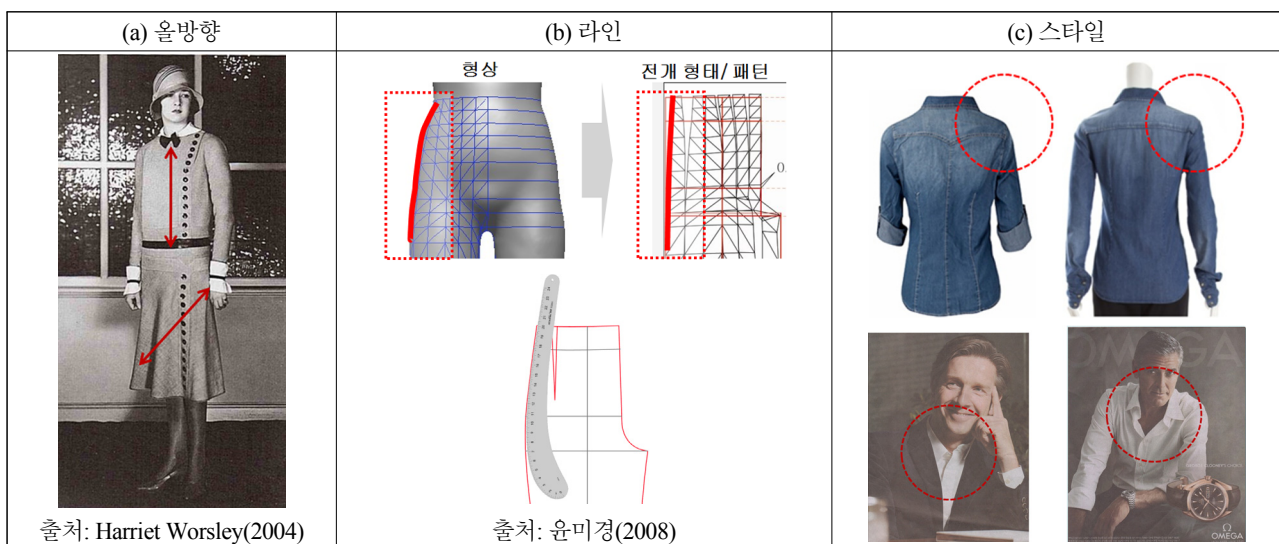 (a) 올방향
(b) 라인
(c) 스타일
형상
전개 형태/ 패턴
0.
출처: Harriet Worsley(2004)
출처: 윤미경(2008)
OMEGA
Ω
OMEGA